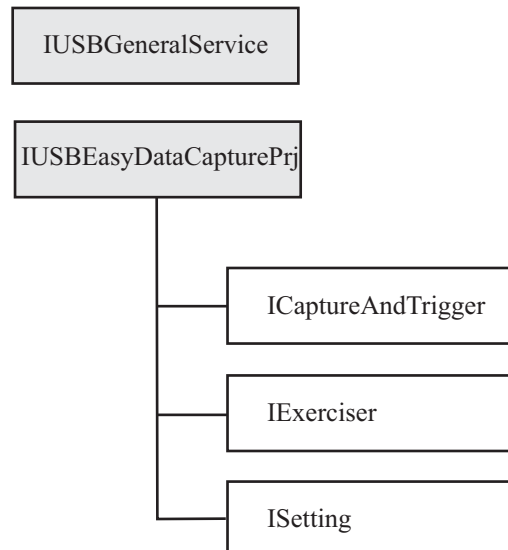 IUSBGeneralService
IUSBEasyDataCapturePrj
ICaptureAndTrigger
IExerciser
ISetting